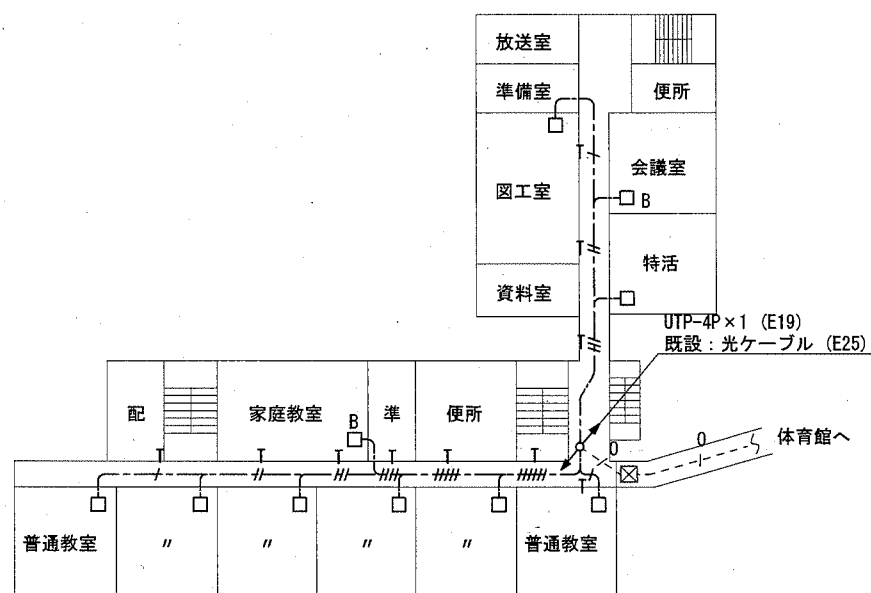 放送室
準備室
便所
T
会議室
B
図工室
T
特活
資料室
UTP-4P×1 (E19)
既設：光ケーブル (E25)
T
配
家庭教室
準
便所
B
T
T
T
T
T
T
O
O
体育館へ
T
普通教室
〃
〃
〃
〃
普通教室